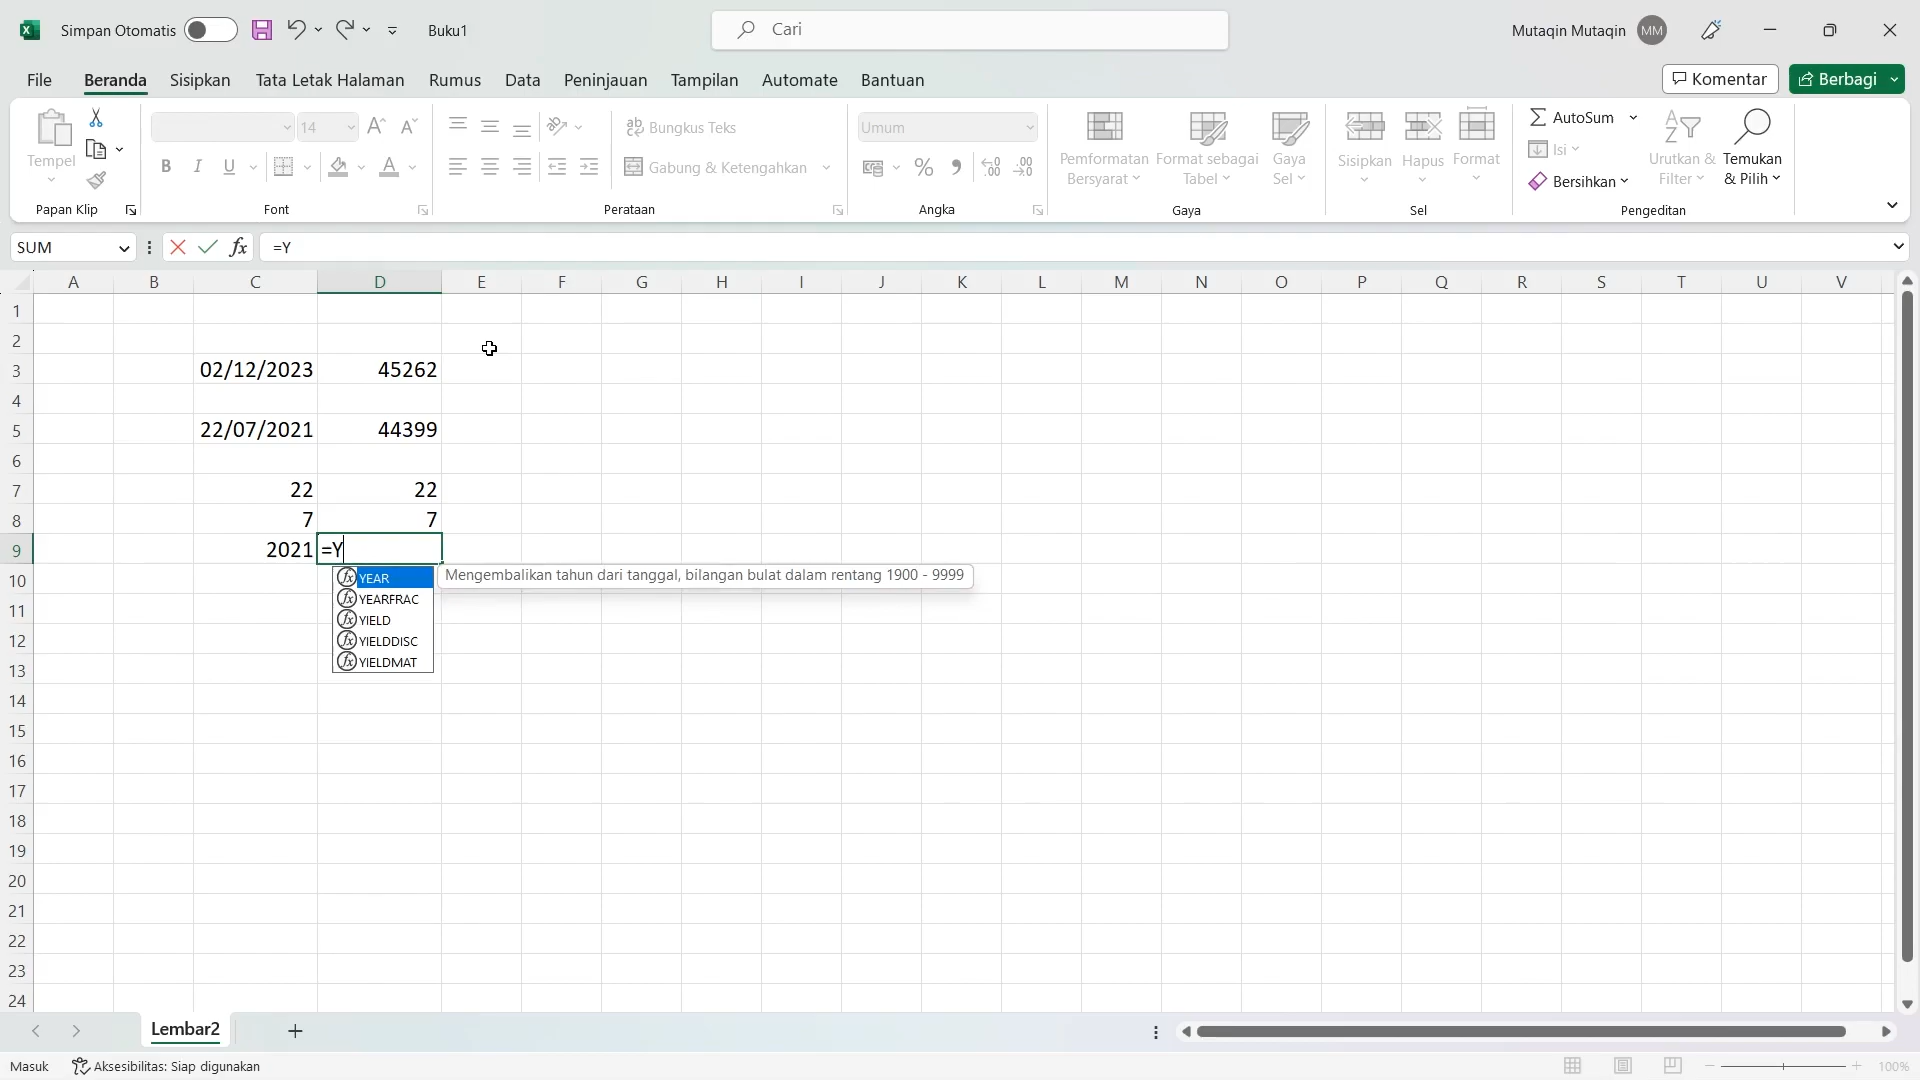 Simpan Otomatis
Buku1
Cari
Mutaqin Mutaqin
MM
File
Beranda
Sisipkan
Tata Letak Halaman
Rumus
Data
Peninjauan
Tampilan
Automate
Bantuan
Komentar
Berbagi
Tempel
Papan Klip
14
B I U
A
Font
ab
Bungkus Teks
Gabung & Ketengahkan
Perataan
Umum
%
Angka
Pemformatan
Bersyarat
Format sebagai
Tabel
Gaya
Sel
Gaya
Sisipkan
Hapus
Format
Sel
AutoSum
Isi
Bersihkan
Urutkan &
Filter
Temukan
& Pilih
Pengeditan
SUM
fx
=Y
A B C D E F G H I J K L M N O P Q R S T U V
1
2
3 02/12/2023 45262
4
5 22/07/2021 44399
6
7 22 22
8 7 7
9 2021 =Y
10 YEAR Mengembalikan tahun dari tanggal, bilangan bulat dalam rentang 1900 - 9999
YEARFRAC
11
YIELD
12 YIELDDISC
13 YIELDMAT
14
15
16
17
18
19
20
21
22
23
24
Lembar2
Masuk
Aksesibilitas: Siap digunakan
100%